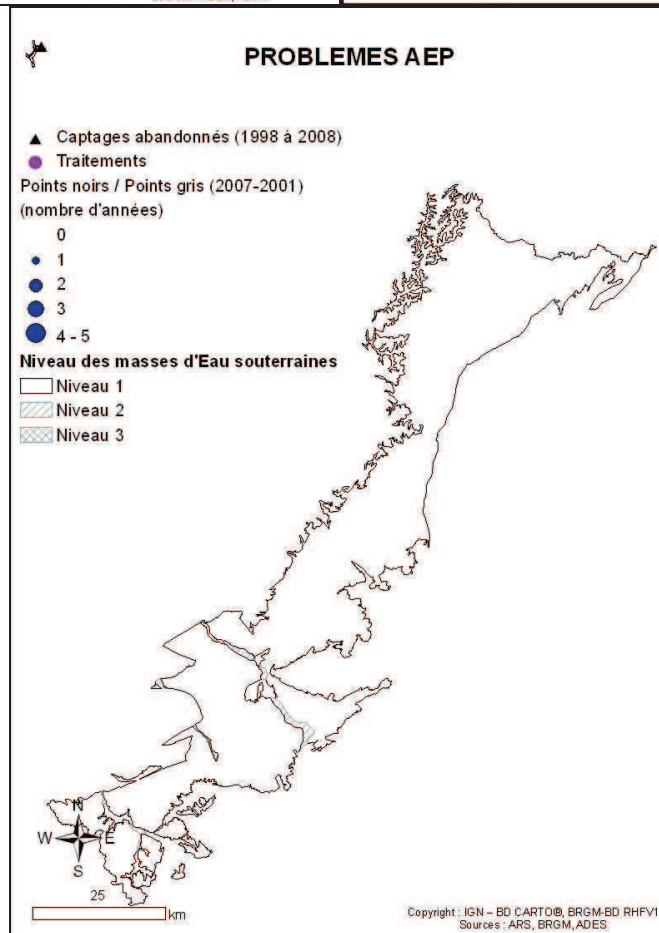 PROBLEMES AEP
Captages abandonnés (1998 à 2008)
Traitements
Points noirs / Points gris (2007-2001)
(nombre d'années)
0
1
2
3
4 - 5
Niveau des masses d'Eau souterraines
Niveau 1
Niveau 2
Niveau 3
N
W E
S
25
km
Copyright : IGN – BD CARTO®, BRGM-BD RHFV1
Sources : ARS, BRGM, ADES